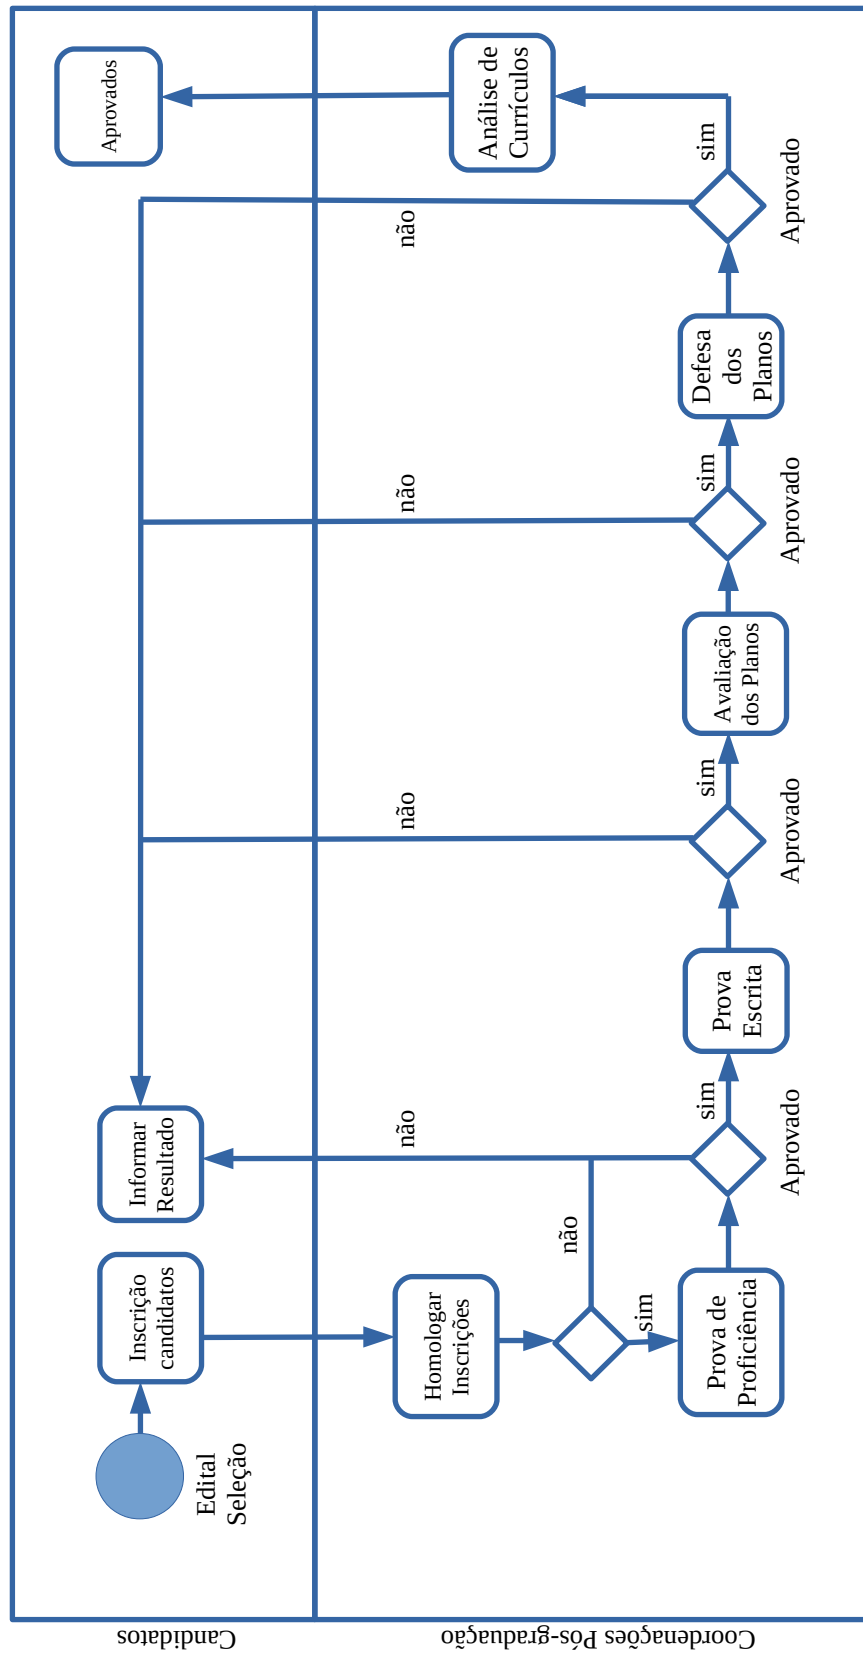 Candidatos
Edital
Seleção
Inscrição
candidatos
Informar
Resultado
Aprovados
Coordenações Pós-graduação
Homologar
Inscrições
não
sim
Prova de
Proficiência
Aprovado
não
sim
Prova
Escrita
Aprovado
não
sim
Avaliação
dos Planos
Aprovado
não
sim
Defesa
dos
Planos
Aprovado
não
sim
Análise de
Currículos